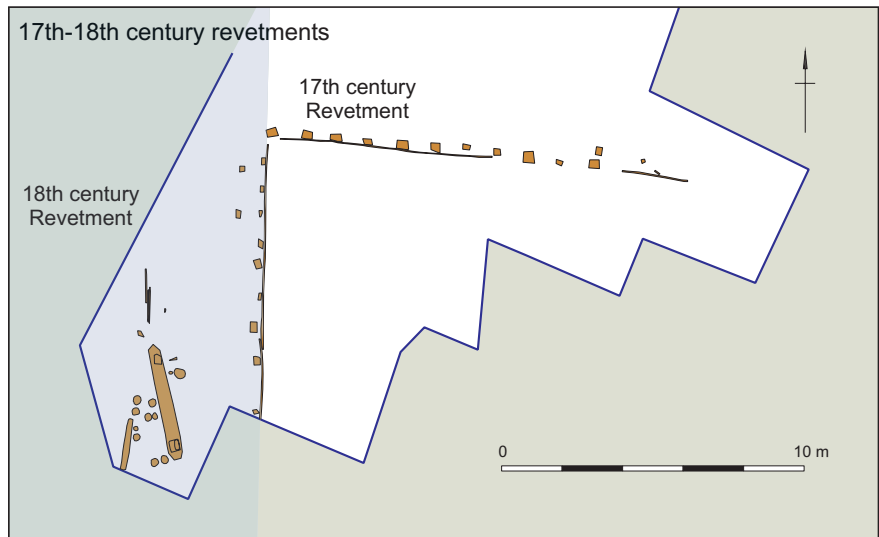 17th-18th century revetments
17th century
Revetment
18th century
Revetment
0 10 m